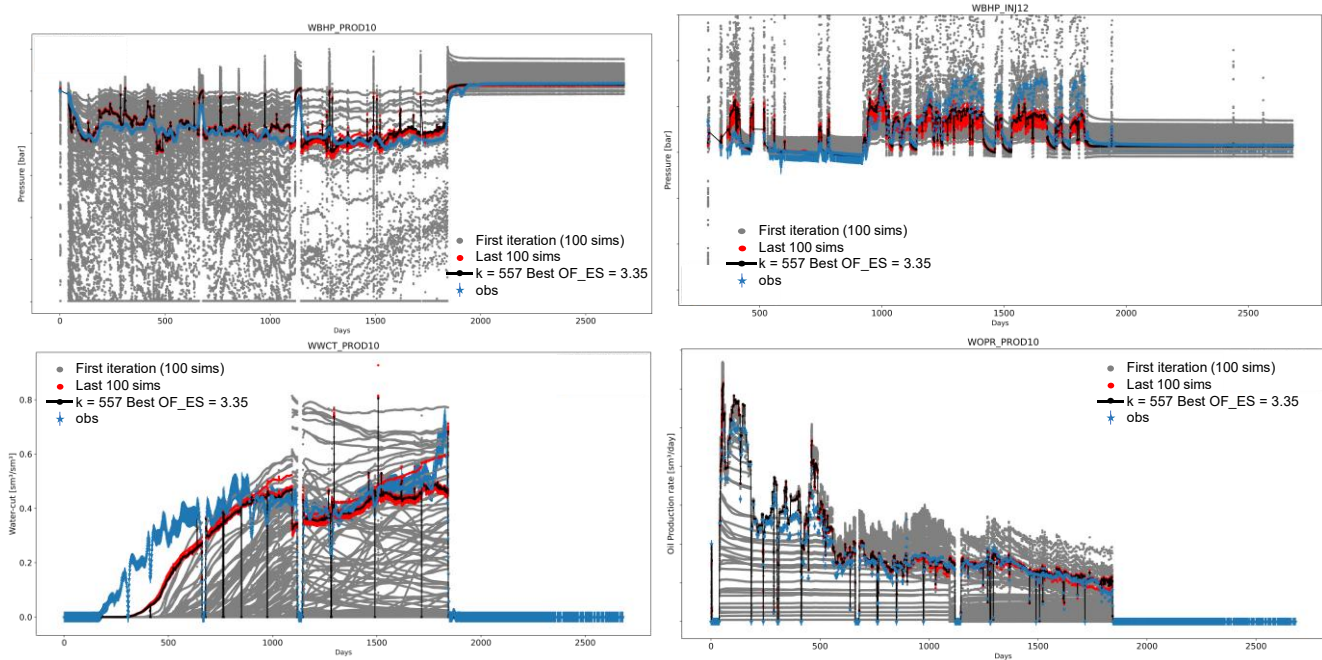 WBHP_PROD10
Pressure [bar]
First iteration (100 sims)
Last 100 sims
k = 557 Best OF_ES = 3.35
obs
0 500 1000 1500 2000 2500
Days
WBHP_INJ12
Pressure [bar]
First iteration (100 sims)
Last 100 sims
k = 557 Best OF_ES = 3.35
obs
500 1000 1500 2000 2500
Days
WWCT_PROD10
First iteration (100 sims)
Last 100 sims
k = 557 Best OF_ES = 3.35
obs
Water-cut [sm³/sm³]
0.8
0.6
0.4
0.2
0.0
0 500 1000 1500 2000 2500
Days
WOPR_PROD10
First iteration (100 sims)
Last 100 sims
k = 557 Best OF_ES = 3.35
obs
Oil Production rate [sm³/day]
0 500 1000 1500 2000 2500
Days